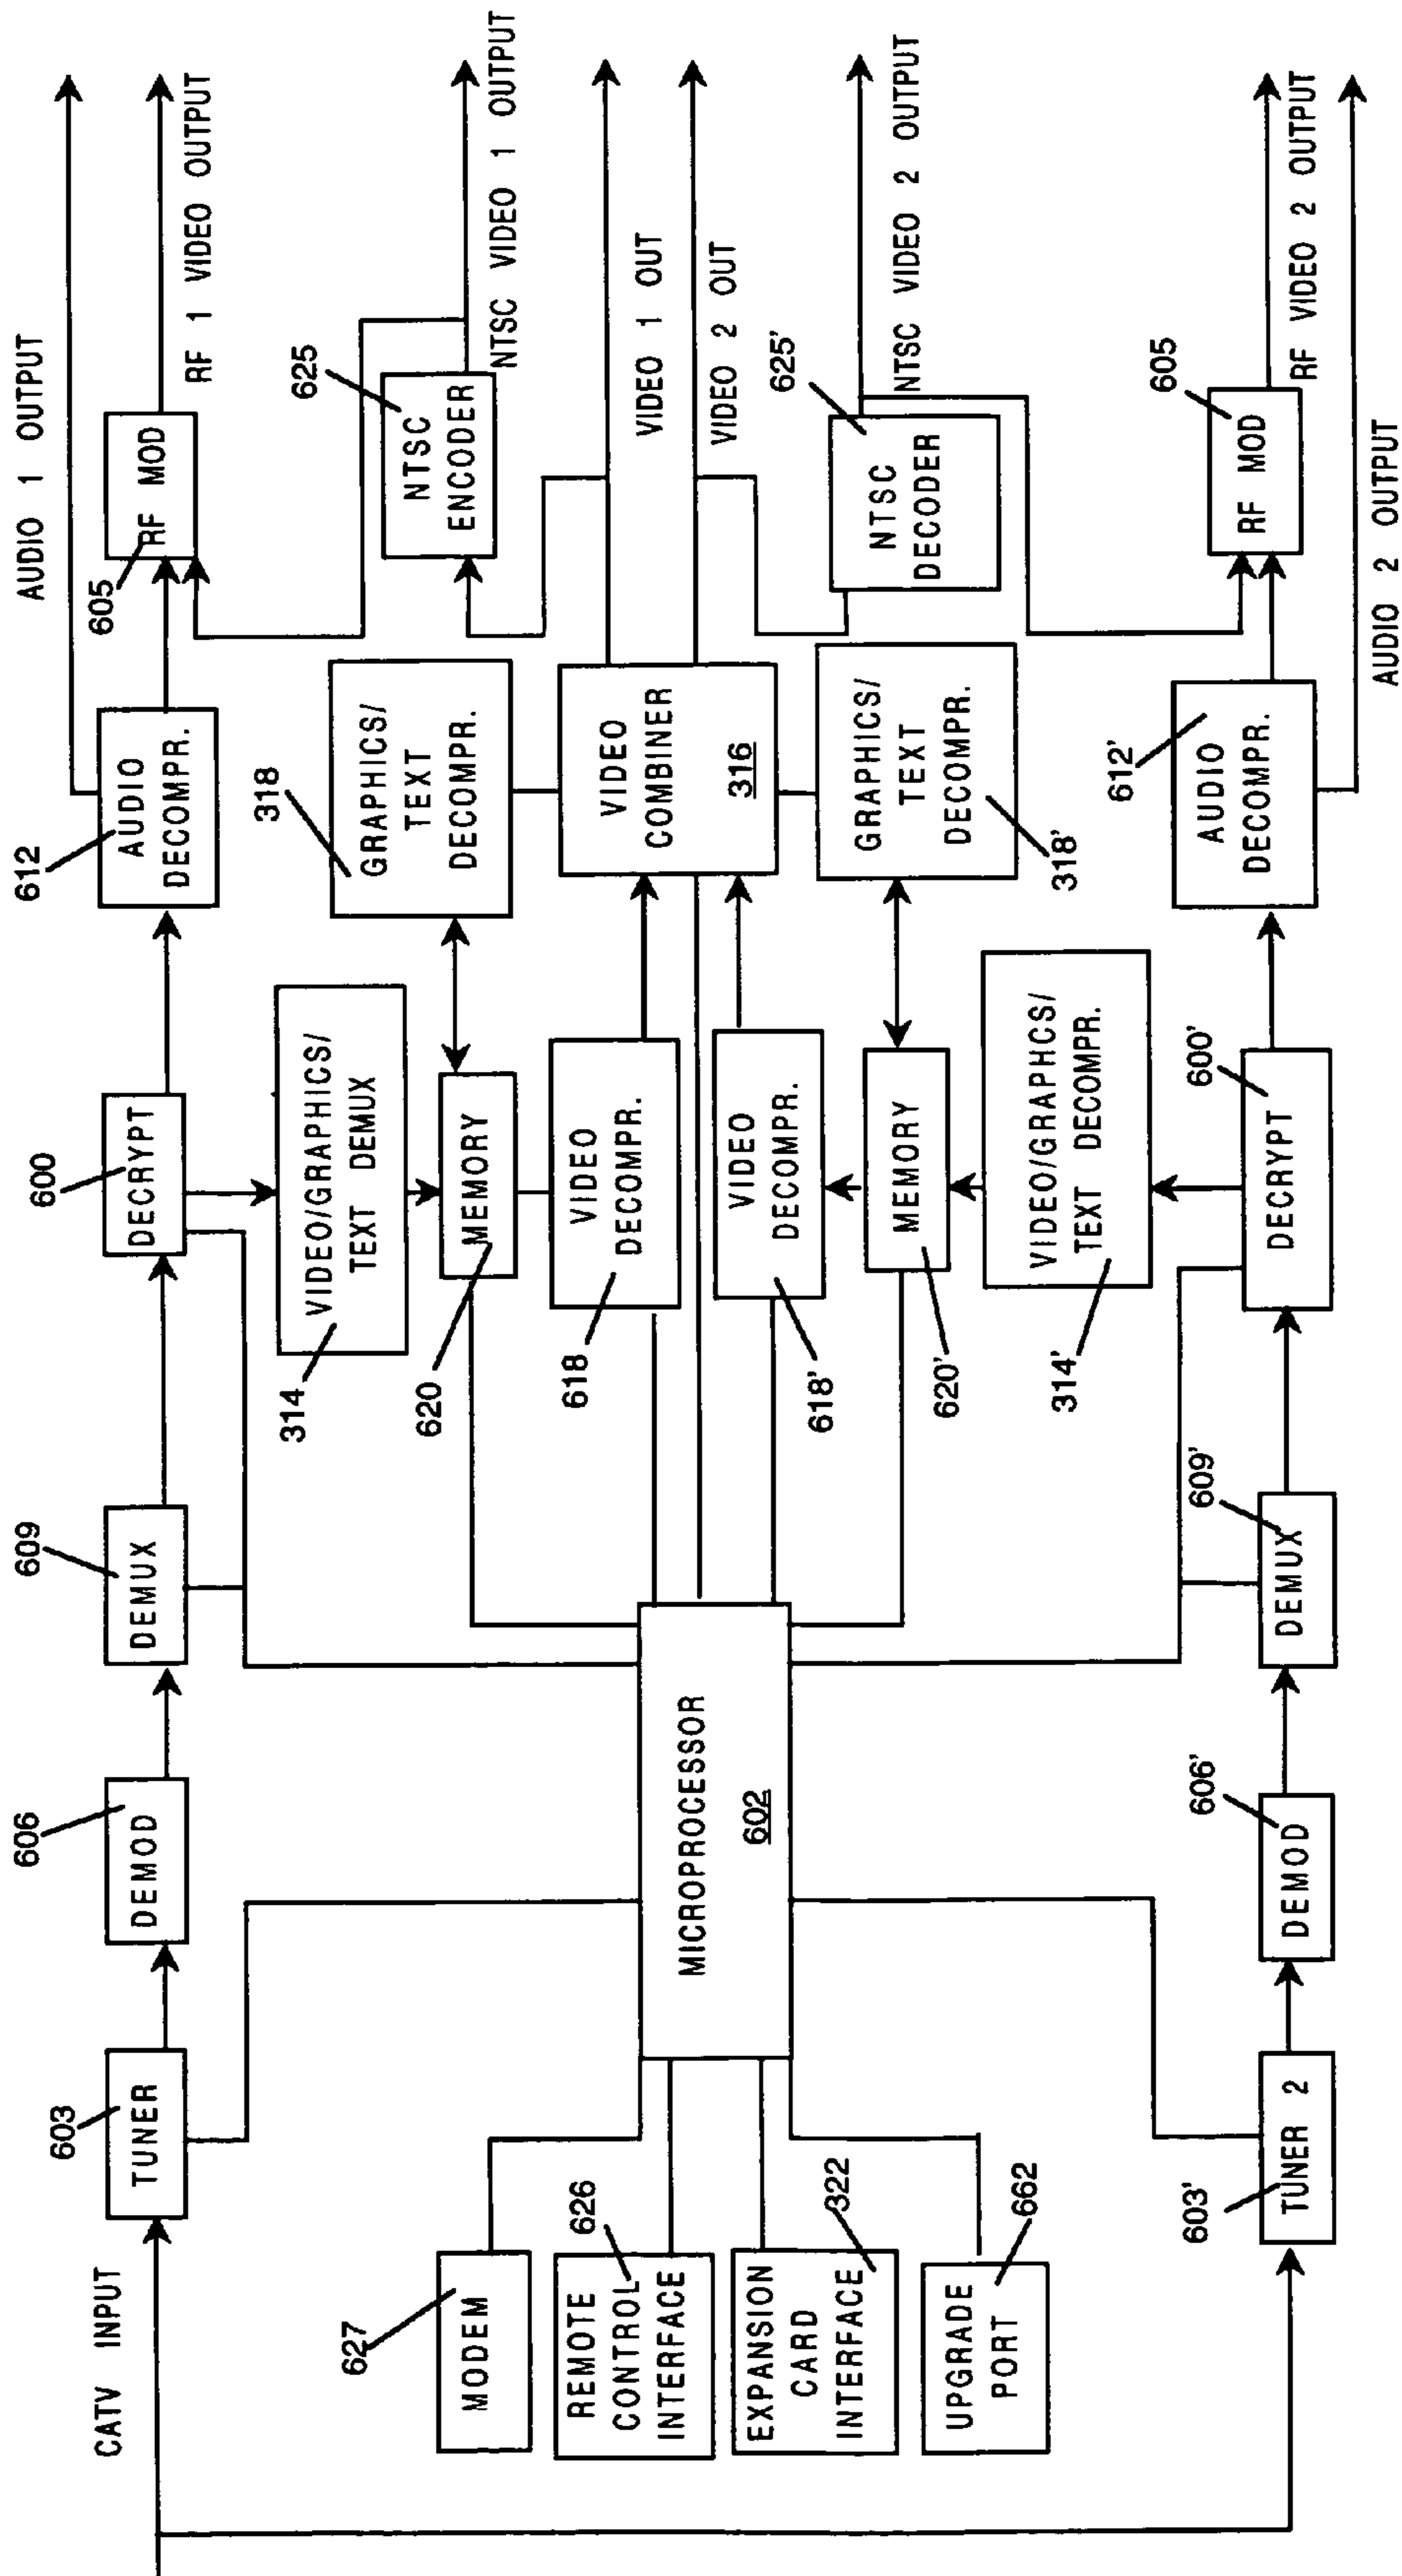 AUDIO 1 OUTPUT
RF 1 VIDEO OUTPUT
605
RF MOD
612
AUDIO
DECOMPR.
600
DECRYPT
609
DEMUX
606
DEMOD
603
TUNER
CATV INPUT
NTSC VIDEO 1 OUTPUT
625
NTSC
ENCODER
318
GRAPHICS/
TEXT
DECOMPR.
314
VIDEO/GRAPHICS/
TEXT DEMUX
620
MEMORY
618
VIDEO
DECOMPR.
VIDEO 1 OUT
VIDEO 2 OUT
VIDEO
COMBINER
316
MICROPROCESSOR
602
627
MODEM
626
REMOTE
CONTROL
INTERFACE
322
EXPANSION
CARD
INTERFACE
662
UPGRADE
PORT
618'
VIDEO
DECOMPR.
620'
MEMORY
314'
VIDEO/GRAPHCS/
TEXT DECOMPR.
318'
GRAPHICS/
TEXT
DECOMPR.
625'
NTSC
DECODER
NTSC VIDEO 2 OUTPUT
603'
TUNER 2
606'
DEMOD
609'
DEMUX
600'
DECRYPT
612'
AUDIO
DECOMPR.
605
RF MOD
RF VIDEO 2 OUTPUT
AUDIO 2 OUTPUT